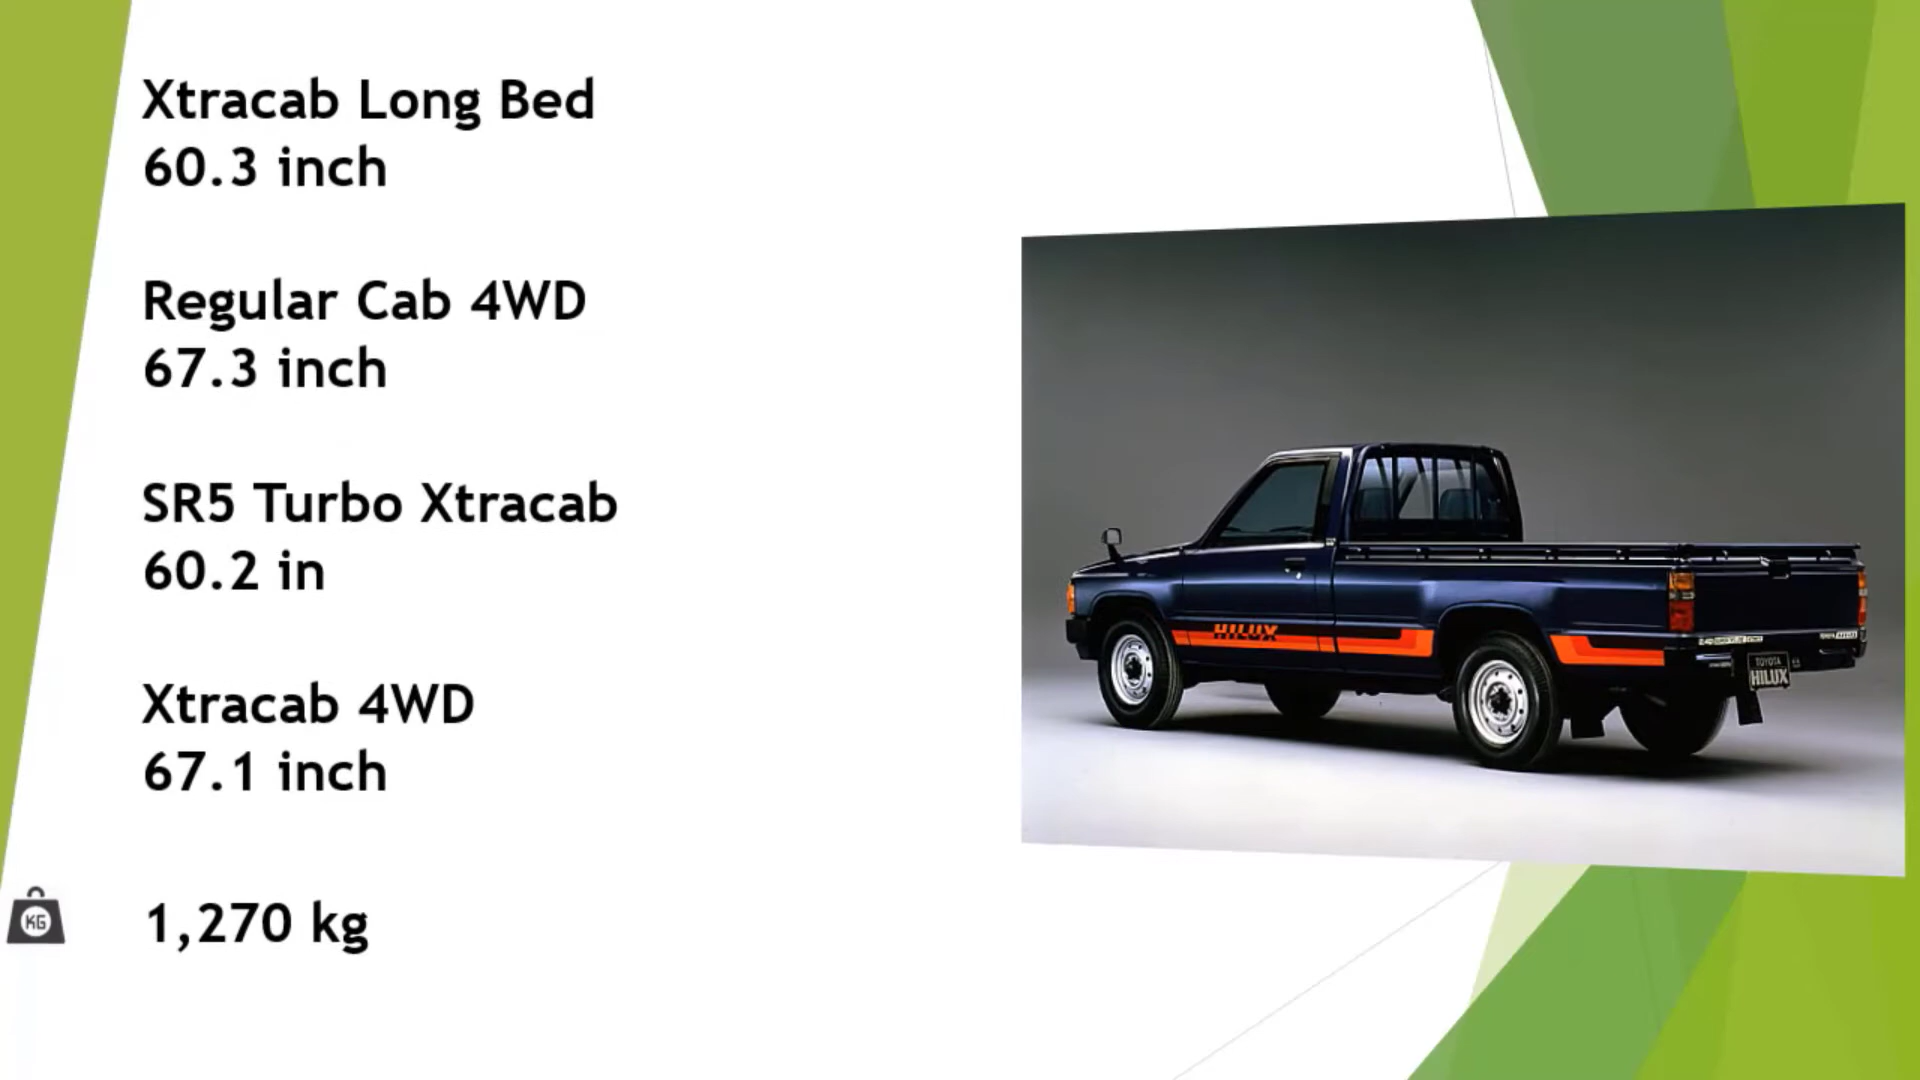 Xtracab Long Bed
60.3 inch
Regular Cab 4WD
67.3 inch
SR5 Turbo Xtracab
60.2 in
Xtracab 4WD
67.1 inch
KG
1,270 kg
HILUX
TOYOTA
HILUX